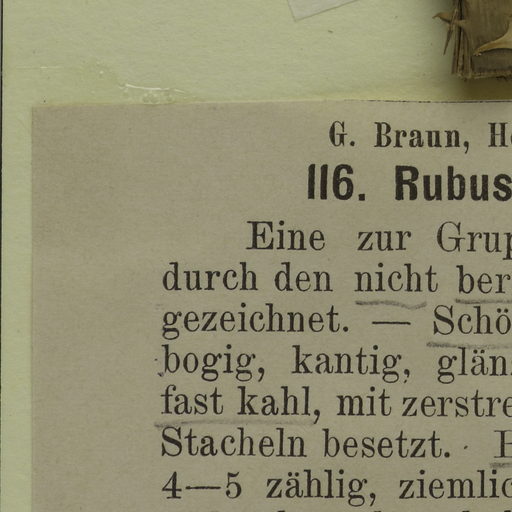 G. Braun,
116. Rubus
Eine zur
durch den nicht
gezeichnet. —
bogig, kantig,
fast kahl, mit
Stacheln besetzt.
4—5 zählig,